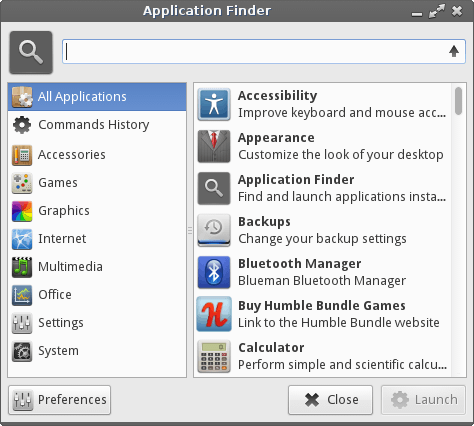 Application Finder
All Applications
Commands History
Accessories
Games
Graphics
Internet
Multimedia
Office
Settings
System
Accessibility
Improve keyboard and mouse acc...
Appearance
Customize the look of your desktop
Application Finder
Find and launch applications insta...
Backups
Change your backup settings
Bluetooth Manager
Blueman Bluetooth Manager
Buy Humble Bundle Games
Link to the Humble Bundle website
Calculator
Perform simple and scientific calcu...
Preferences
Close
Launch